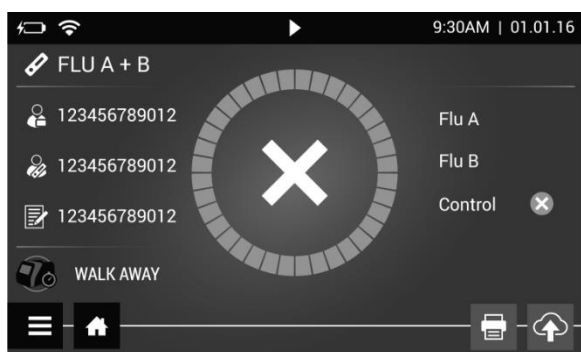 9:30AM | 01.01.16
FLU A + B
123456789012
123456789012
123456789012
WALK AWAY
Flu A
Flu B
Control